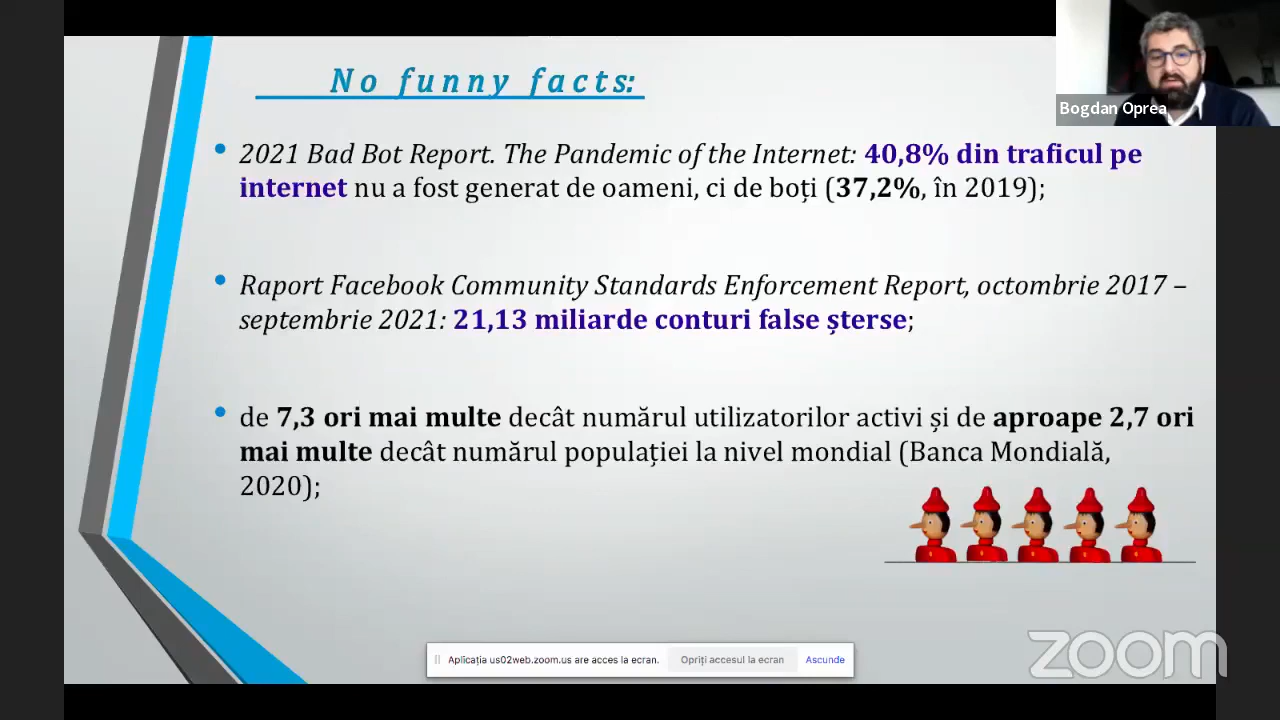 No funny facts:
Bogdan Oprea
• 2021 Bad Bot Report. The Pandemic of the Internet: 40,8% din traficul pe
internet nu a fost generat de oameni, ci de boți (37,2%, în 2019);
• Raport Facebook Community Standards Enforcement Report, octombrie 2017 –
septembrie 2021: 21,13 miliarde conturi false șterse;
• de 7,3 ori mai multe decât numărul utilizatorilor activi și de aproape 2,7 ori
mai multe decât numărul populației la nivel mondial (Banca Mondială,
2020);
zoom
Aplicația us02web.zoom.us are acces la ecran. Opriți accesul la ecran Ascunde